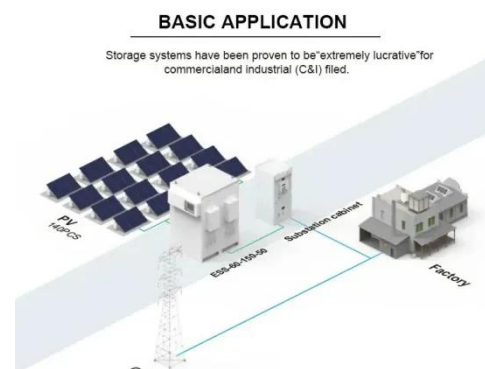 BASIC APPLICATION
Storage systems have been proven to be"extremely lucrative"for
commercialand industrial (C&I) filed.
PV
140PCS
ESS-60-150-50
Substation cabinet
Factory